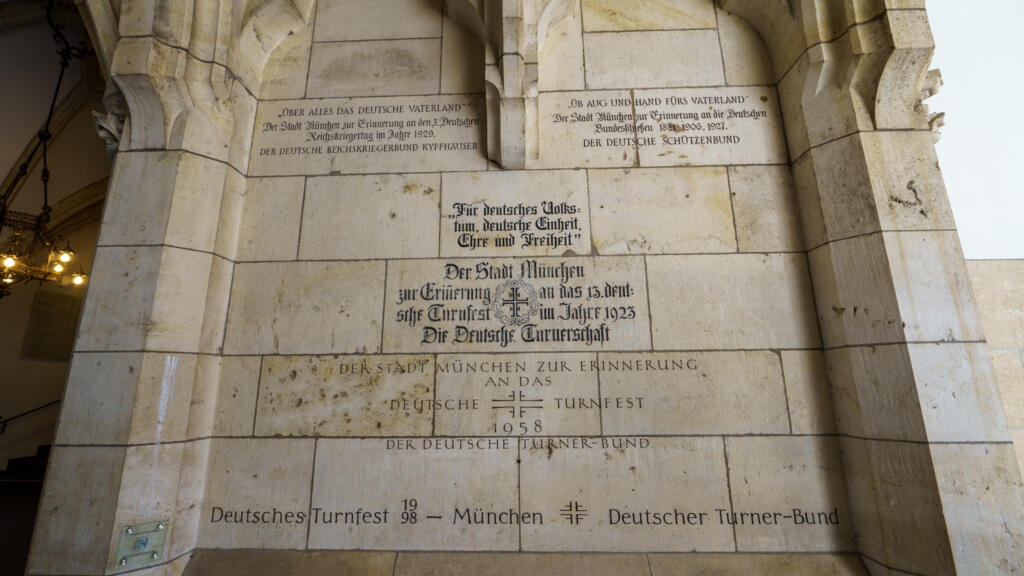 „ÜBER ALLES DAS DEUTSCHE VATERLAND"
Der Stadt München zur Erinnerung an den 5. Deutschen
Reichskriegertag im Jahre 1929.
DER DEUTSCHE REICHSKRIEGERBUND KYFFHÄUSER
„OB AUG UND HAND FÜRS VATERLAND"
Der Stadt München zur Erinnerung an die Deutschen
Bundesschießen 1881, 1906, 1927.
DER DEUTSCHE SCHÜTZENBUND
„Für deutsches Volks-
tum, deutsche Einheit,
Ehre und Freiheit"
Der Stadt München
zur Erinnerung an das 13. deut-
sche Turnfest im Jahre 1923
Die Deutsche Turnerschaft
DER STADT MÜNCHEN ZUR ERINNERUNG
AN DAS
DEUTSCHE TURNFEST
1958
DER DEUTSCHE TURNER-BUND
Deutsches Turnfest 1998 – München Deutscher Turner-Bund